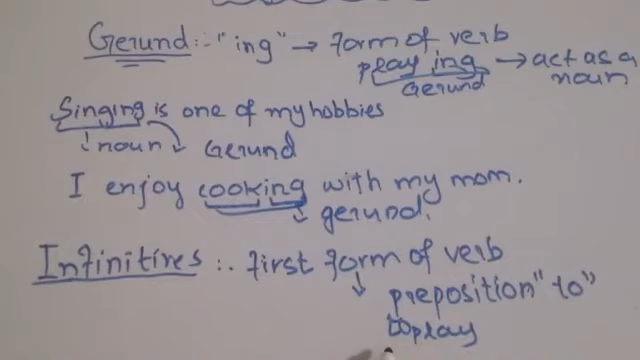 Gerund :- "ing" → form of verb
playing → act as a noun
Gerund
Singing is one of my hobbies
noun Gerund
I enjoy cooking with my mom.
gerund.
Infinitives :- first form of verb
preposition "to"
to play